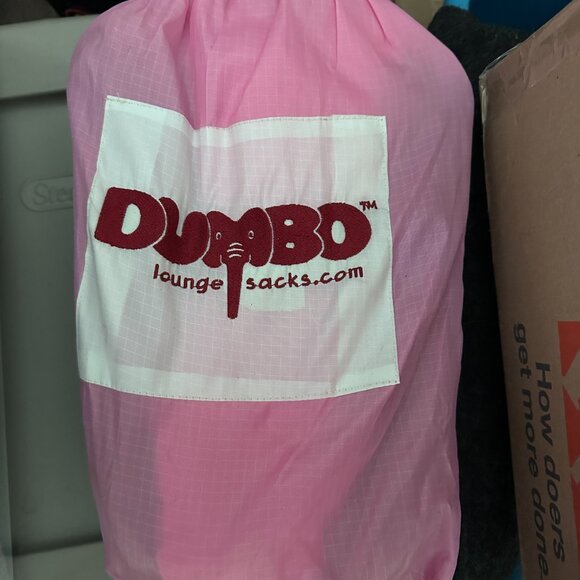 DUMBO™
lounge sacks.com
How doers
get more done